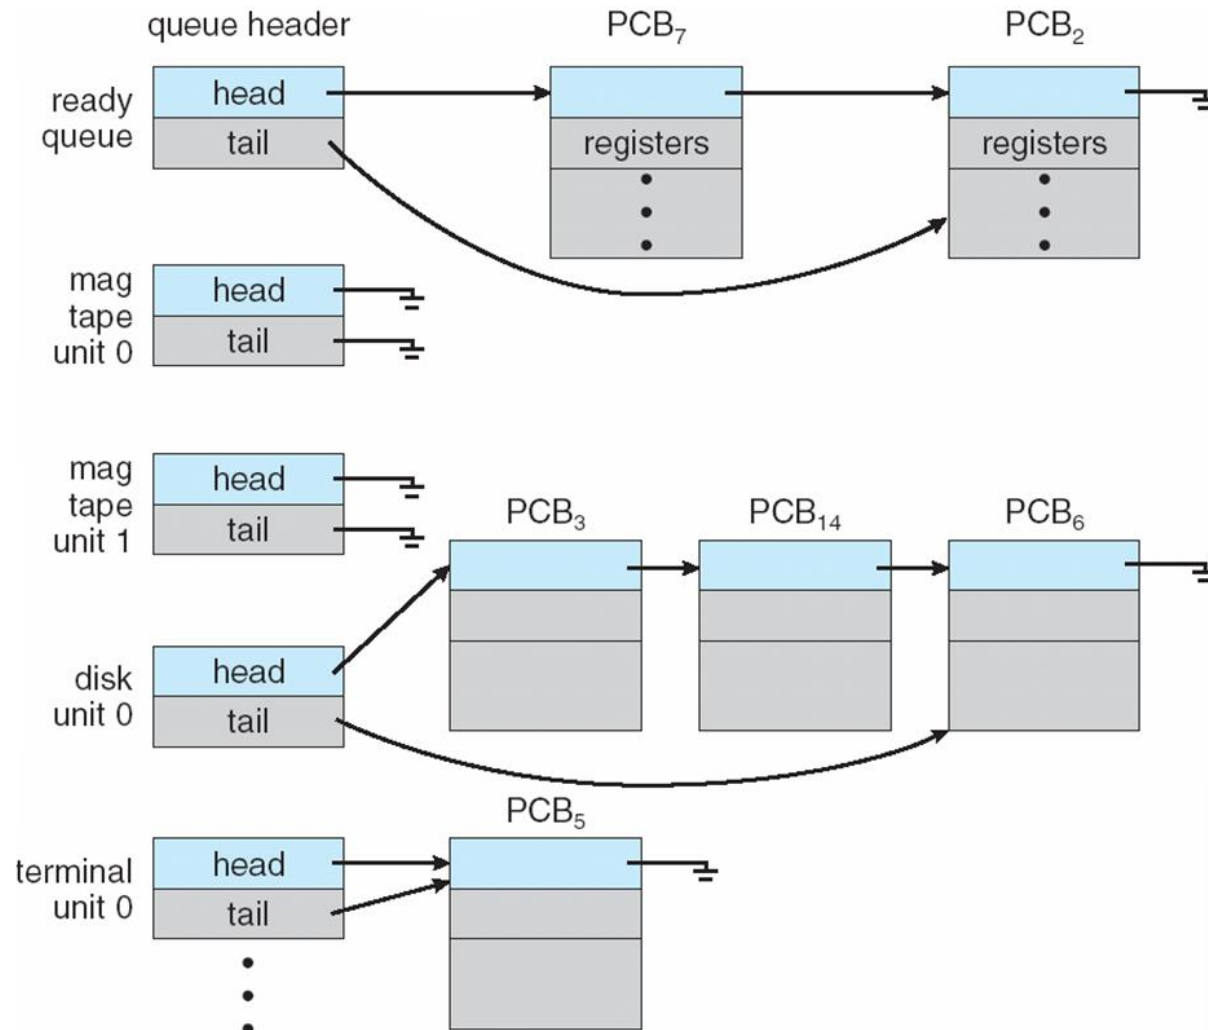 queue header
PCB₇
PCB₂
ready
queue
head
tail
registers
registers
mag
tape
unit 0
head
tail
mag
tape
unit 1
head
tail
PCB₃
PCB₁₄
PCB₆
disk
unit 0
head
tail
PCB₅
terminal
unit 0
head
tail